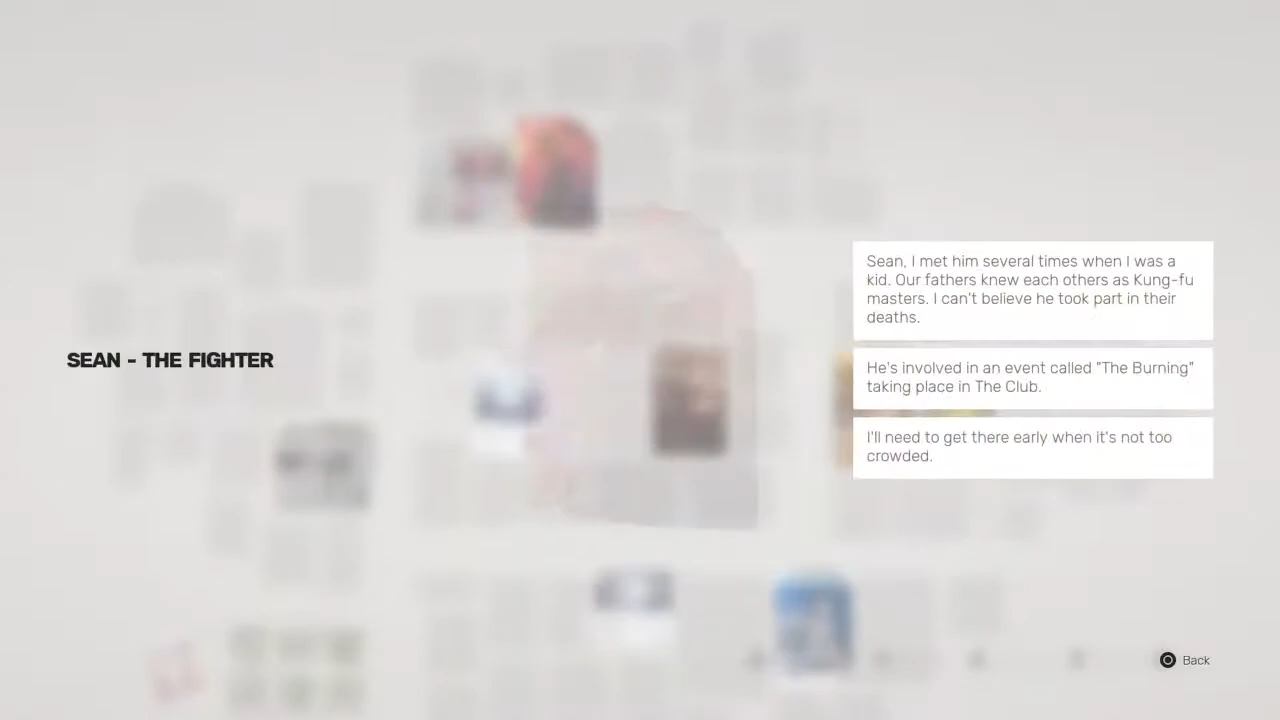 SEAN - THE FIGHTER
Sean, I met him several times when I was a
kid. Our fathers knew each others as Kung-fu
masters. I can't believe he took part in their
deaths.
He's involved in an event called "The Burning"
taking place in The Club.
I'll need to get there early when it's not too
crowded.
Back